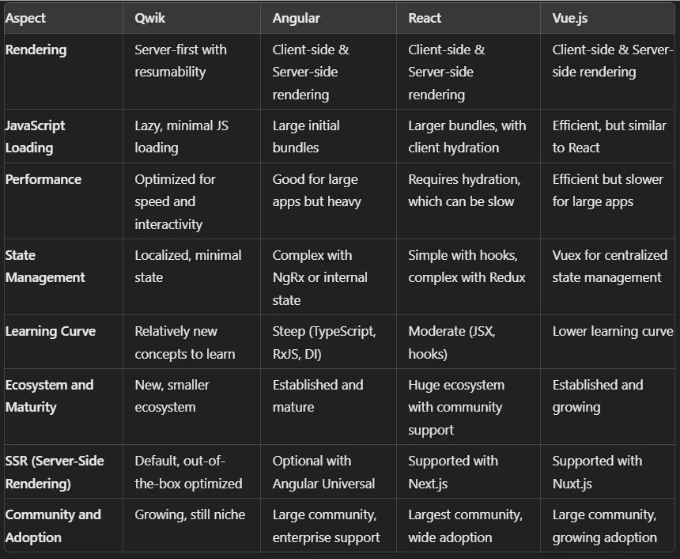 Aspect Qwik Angular React Vue.js
Rendering Server-first with Client-side & Client-side & Client-side & Server-
resumability Server-side Server-side side rendering
rendering rendering
JavaScript Lazy, minimal JS Large initial Larger bundles, with Efficient, but similar
Loading loading bundles client hydration to React
Performance Optimized for Good for large Requires hydration, Efficient but slower
speed and apps but heavy which can be slow for large apps
interactivity
State Localized, minimal Complex with Simple with hooks, Vuex for centralized
Management state NgRx or internal complex with Redux state management
state
Learning Curve Relatively new Steep (TypeScript, Moderate (JSX, Lower learning curve
concepts to learn RxJS, DI) hooks)
Ecosystem and New, smaller Established and Huge ecosystem Established and
Maturity ecosystem mature with community growing
support
SSR (Server-Side Default, out-of- Optional with Supported with Supported with
Rendering) the-box optimized Angular Universal Next.js Nuxt.js
Community and Growing, still niche Large community, Largest community, Large community,
Adoption enterprise support wide adoption growing adoption